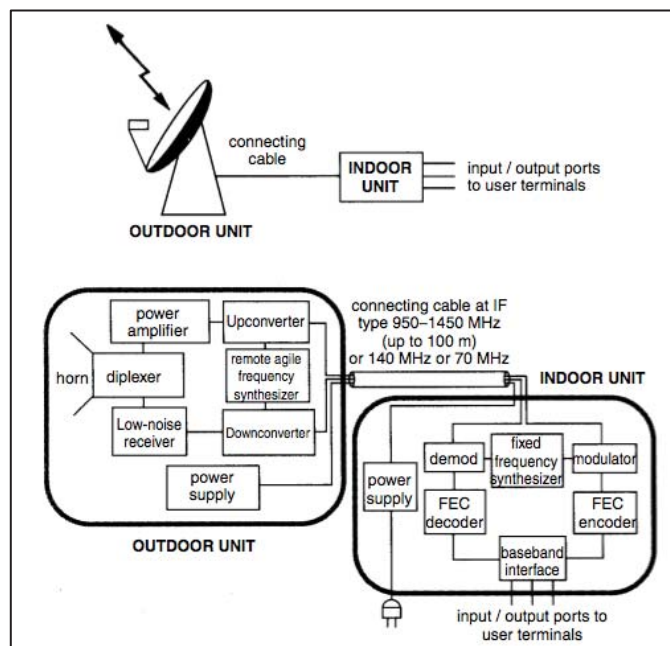 connecting
cable
INDOOR
UNIT
input / output ports
to user terminals
OUTDOOR UNIT
connecting cable at IF
type 950–1450 MHz
(up to 100 m)
or 140 MHz or 70 MHz
power
amplifier
Upconverter
horn
diplexer
remote agile
frequency
synthesizer
Low-noise
receiver
Downconverter
power
supply
OUTDOOR UNIT
INDOOR UNIT
power
supply
demod
fixed
frequency
synthesizer
modulator
FEC
decoder
FEC
encoder
baseband
interface
input / output ports to
user terminals